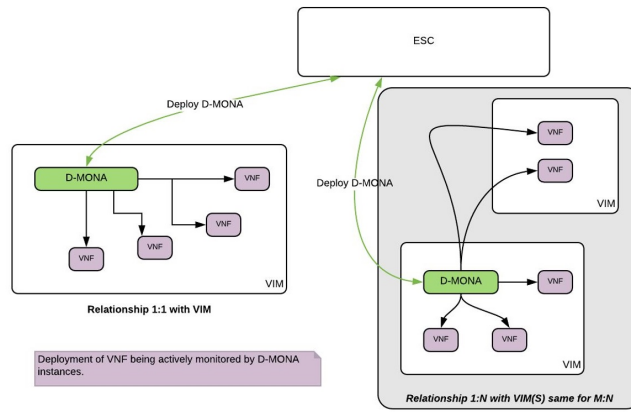 ESC
Deploy D-MONA
D-MONA
VNF
VNF
VNF
VNF
VIM
Relationship 1:1 with VIM
Deployment of VNF being actively monitored by D-MONA
instances.
Deploy D-MONA
VNF
VNF
VIM
D-MONA
VNF
VNF
VNF
VIM
Relationship 1:N with VIM(S) same for M:N